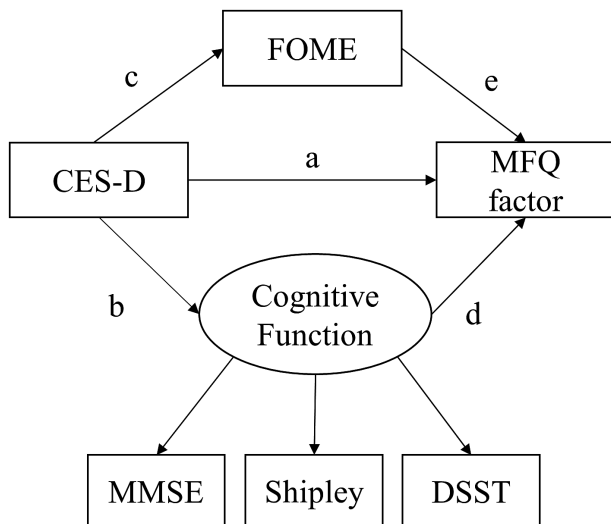 FOME
c
e
CES-D
a
MFQ
factor
b
Cognitive
Function
d
MMSE
Shipley
DSST